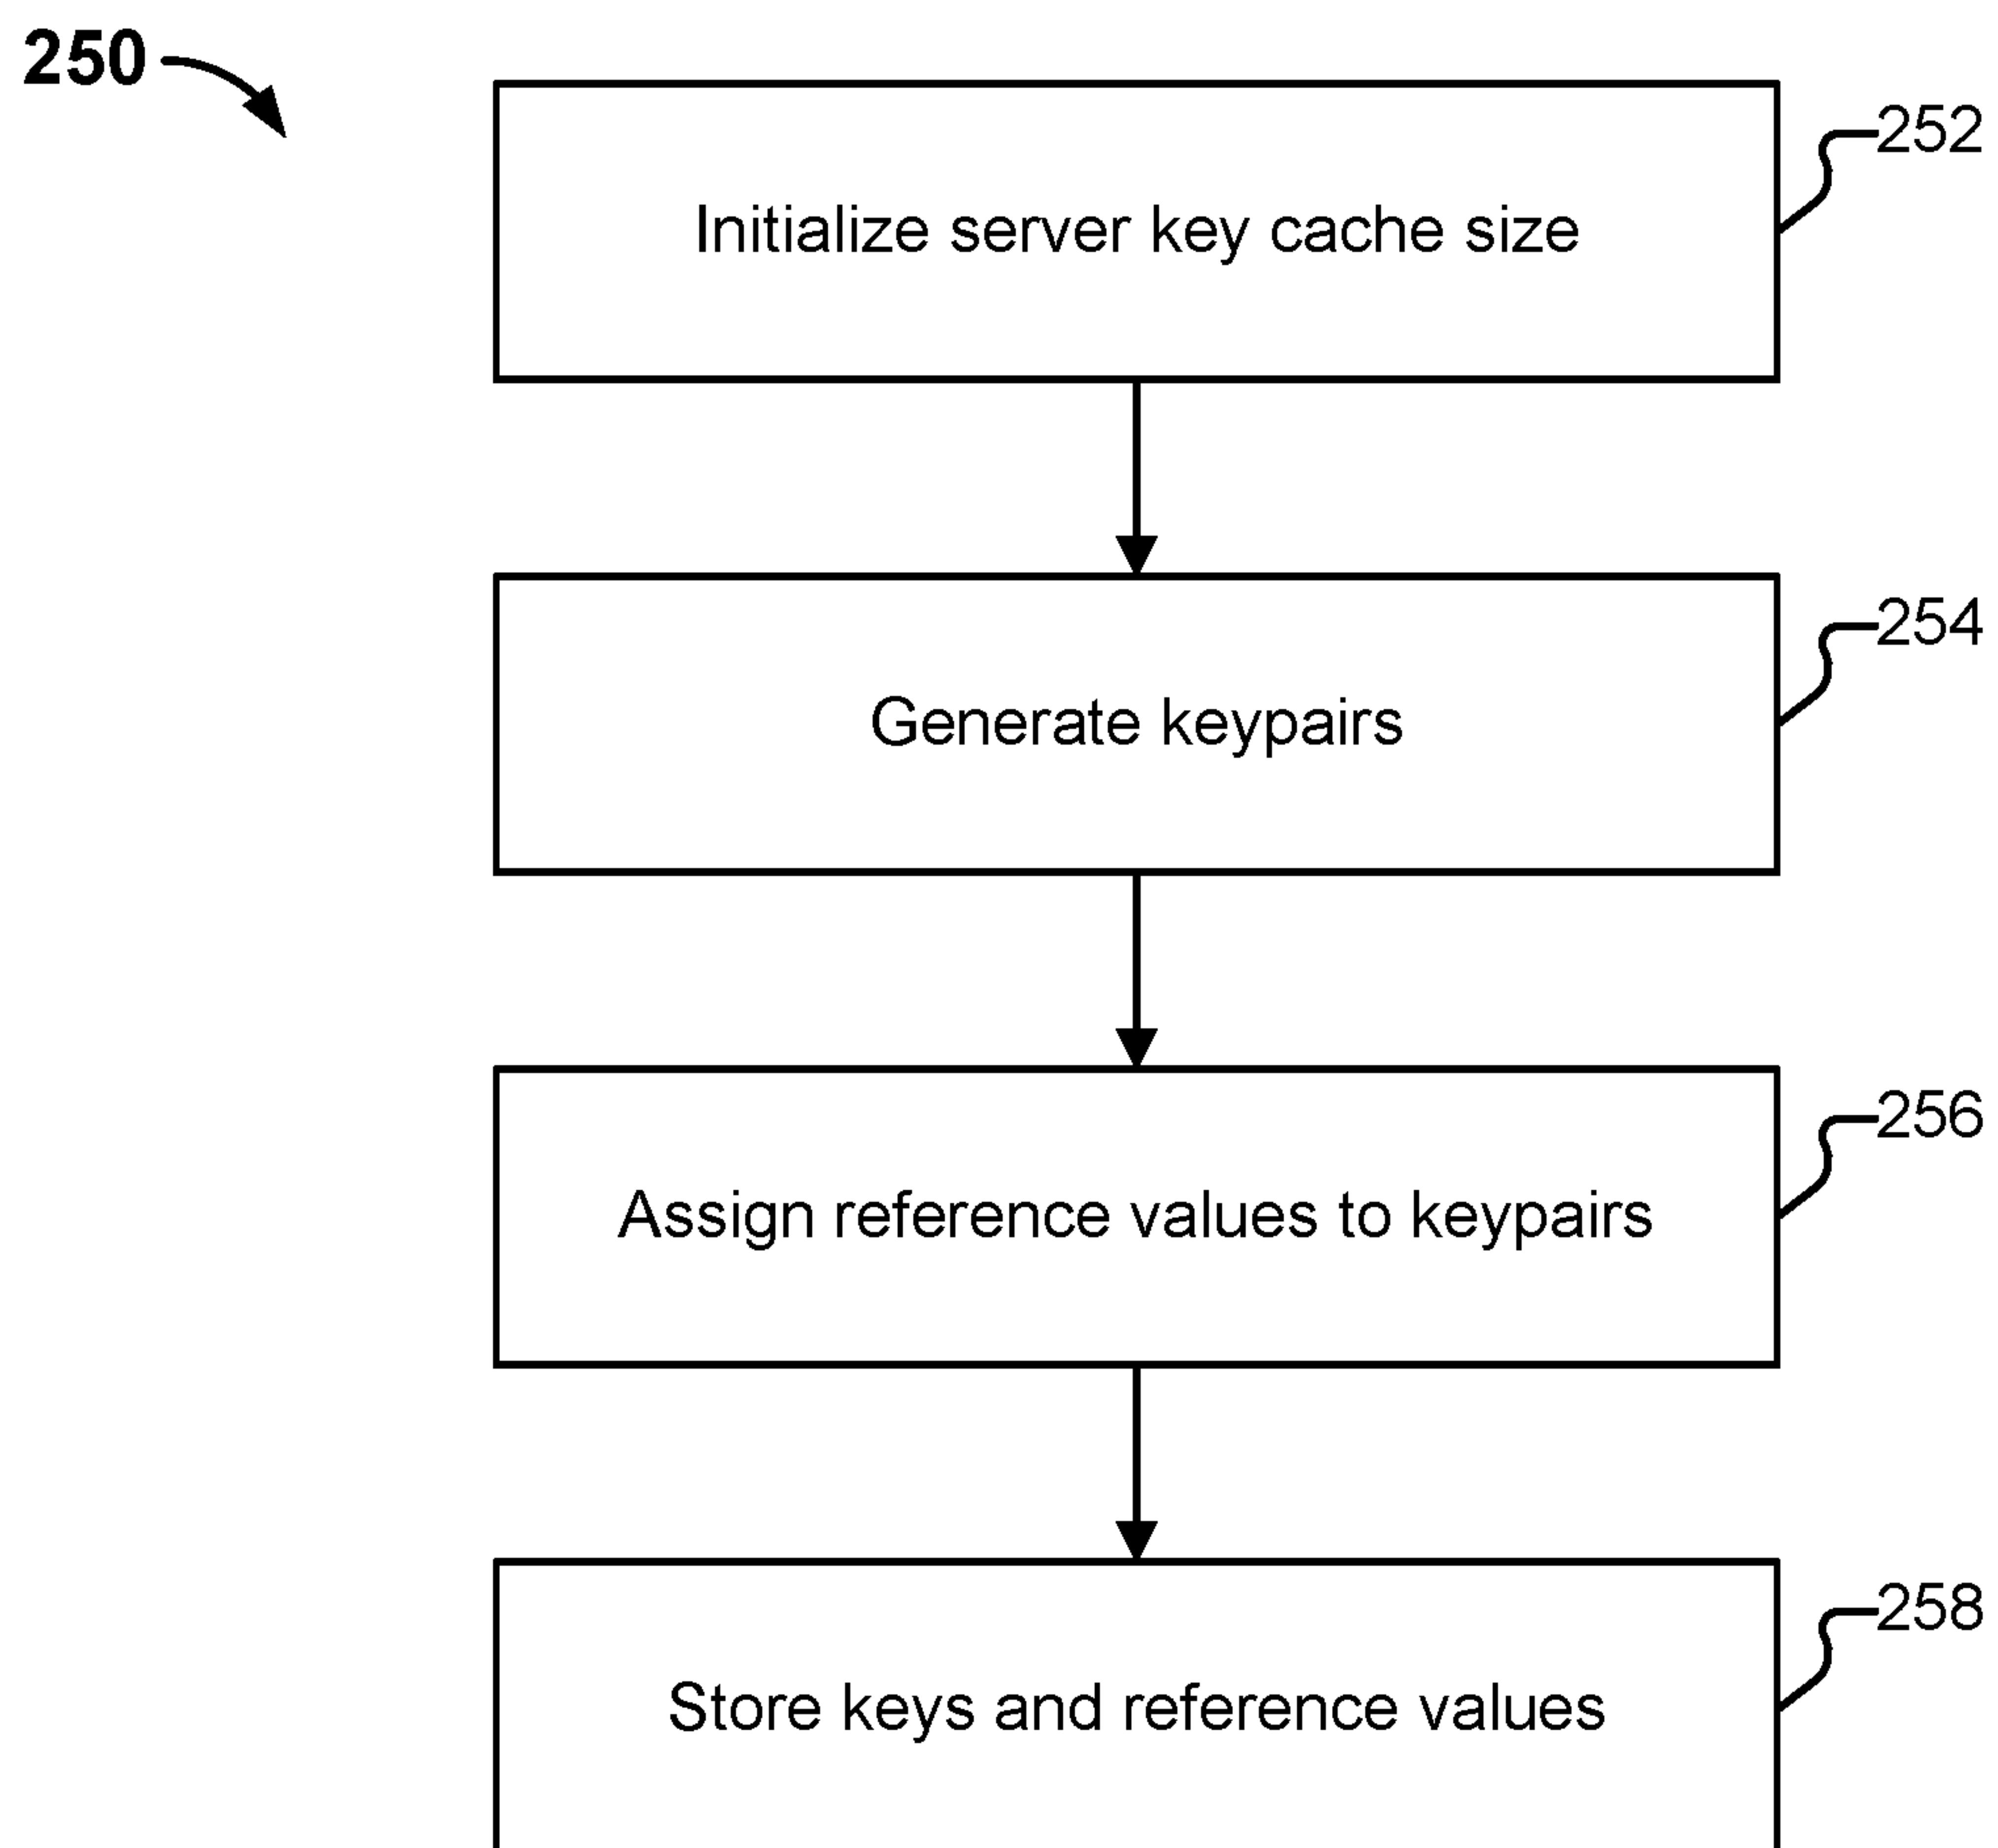 250
252
Initialize server key cache size
254
Generate keypairs
256
Assign reference values to keypairs
258
Store keys and reference values